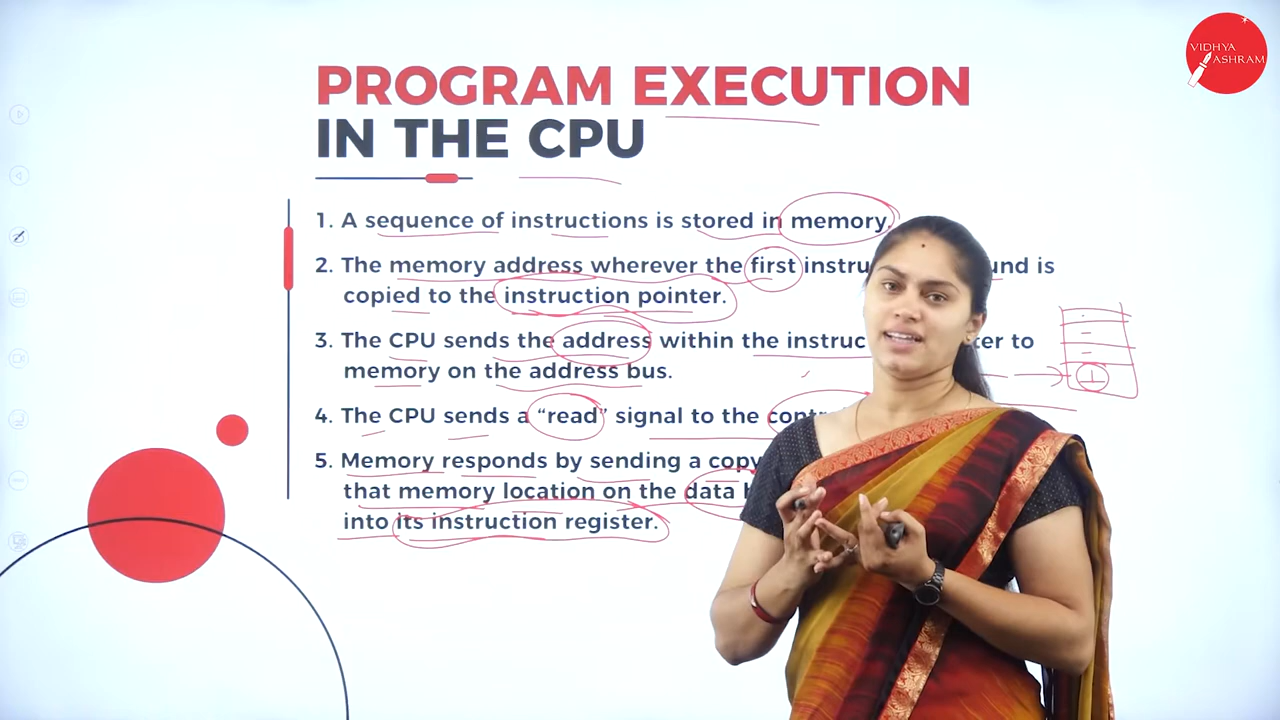 VIDHYA
ASHRAM
PROGRAM EXECUTION
IN THE CPU
1. A sequence of instructions is stored in memory
2. The memory address wherever the first is
copied to the instruction pointer.
3. The CPU sends the address within the to
memory on the address bus.
4. The CPU sends a “read” signal to the
5. Memory responds by sending a copy
that memory location on the data
into its instruction register.
1